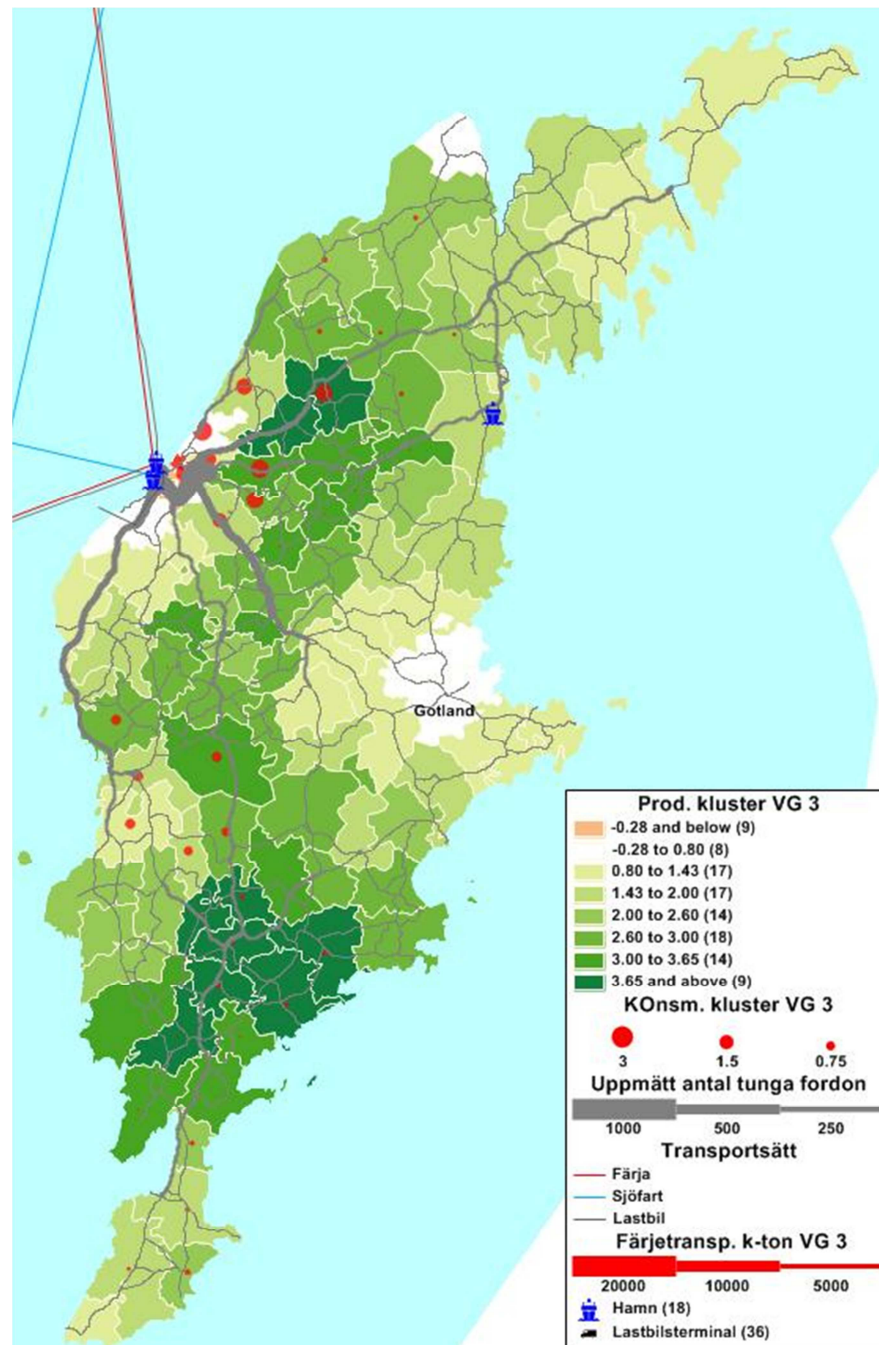 Gotland
Prod. kluster VG 3
-0.28 and below (9)
-0.28 to 0.80 (8)
0.80 to 1.43 (17)
1.43 to 2.00 (17)
2.00 to 2.60 (14)
2.60 to 3.00 (18)
3.00 to 3.65 (14)
3.65 and above (9)
KOnsm. kluster VG 3
3 1.5 0.75
Uppmätt antal tunga fordon
1000 500 250
Transportsätt
Färja
Sjöfart
Lastbil
Färjetransp. k-ton VG 3
20000 10000 5000
Hamn (18)
Lastbilsterminal (36)